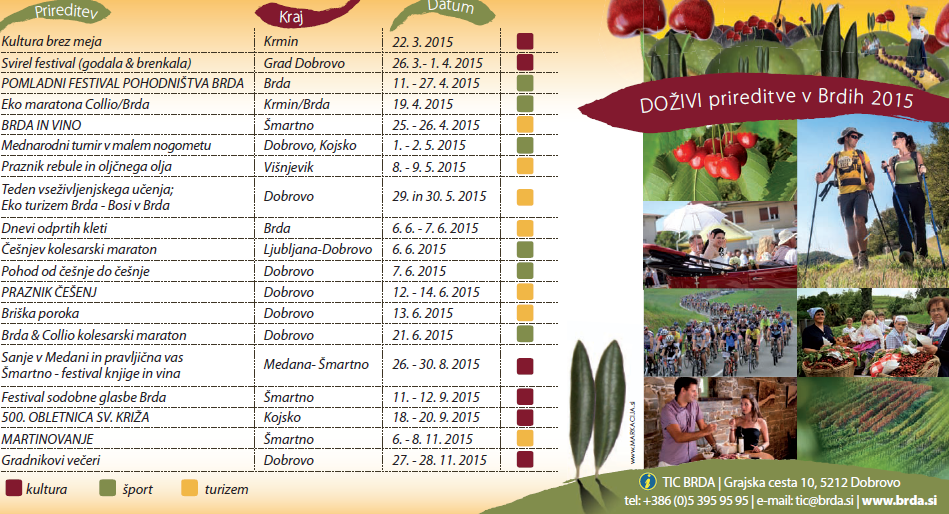 Prireditev Kraj Datum
Kultura brez meja Krmin 22. 3. 2015
Svirel festival (godala & brenkala) Grad Dobrovo 26. 3.- 1. 4. 2015
POMLADNI FESTIVAL POHODNIŠTVA BRDA Brda 11. - 27. 4. 2015
Eko maratona Collio/Brda Krmin/Brda 19. 4. 2015
BRDA IN VINO Šmartno 25. - 26. 4. 2015
Mednarodni turnir v malem nogometu Dobrovo, Kojsko 1. - 2. 5. 2015
Praznik rebule in oljčnega olja Višnjevik 8. - 9. 5. 2015
Teden vseživljenjskega učenja;
Eko turizem Brda - Bosi v Brda Dobrovo 29. in 30. 5. 2015
Dnevi odprtih kleti Brda 6. 6. - 7. 6. 2015
Češnjev kolesarski maraton Ljubljana-Dobrovo 6. 6. 2015
Pohod od češnje do češnje Dobrovo 7. 6. 2015
PRAZNIK ČEŠENJ Dobrovo 12. - 14. 6. 2015
Briška poroka Dobrovo 13. 6. 2015
Brda & Collio kolesarski maraton Dobrovo 21. 6. 2015
Sanje v Medani in pravljična vas
Šmartno - festival knjige in vina Medana- Šmartno 26. - 30. 8. 2015
Festival sodobne glasbe Brda Šmartno 11. - 12. 9. 2015
500. OBLETNICA SV. KRIŽA Kojsko 18. - 20. 9. 2015
MARTINOVANJE Šmartno 6. - 8. 11. 2015
Gradnikovi večeri Dobrovo 27. - 28. 11. 2015
kultura šport turizem
DOŽIVI prireditve v Brdih 2015
www.MARKACIJA.si
i TIC BRDA | Grajska cesta 10, 5212 Dobrovo
tel: +386 (0)5 395 95 95 | e-mail: tic@brda.si | www.brda.si